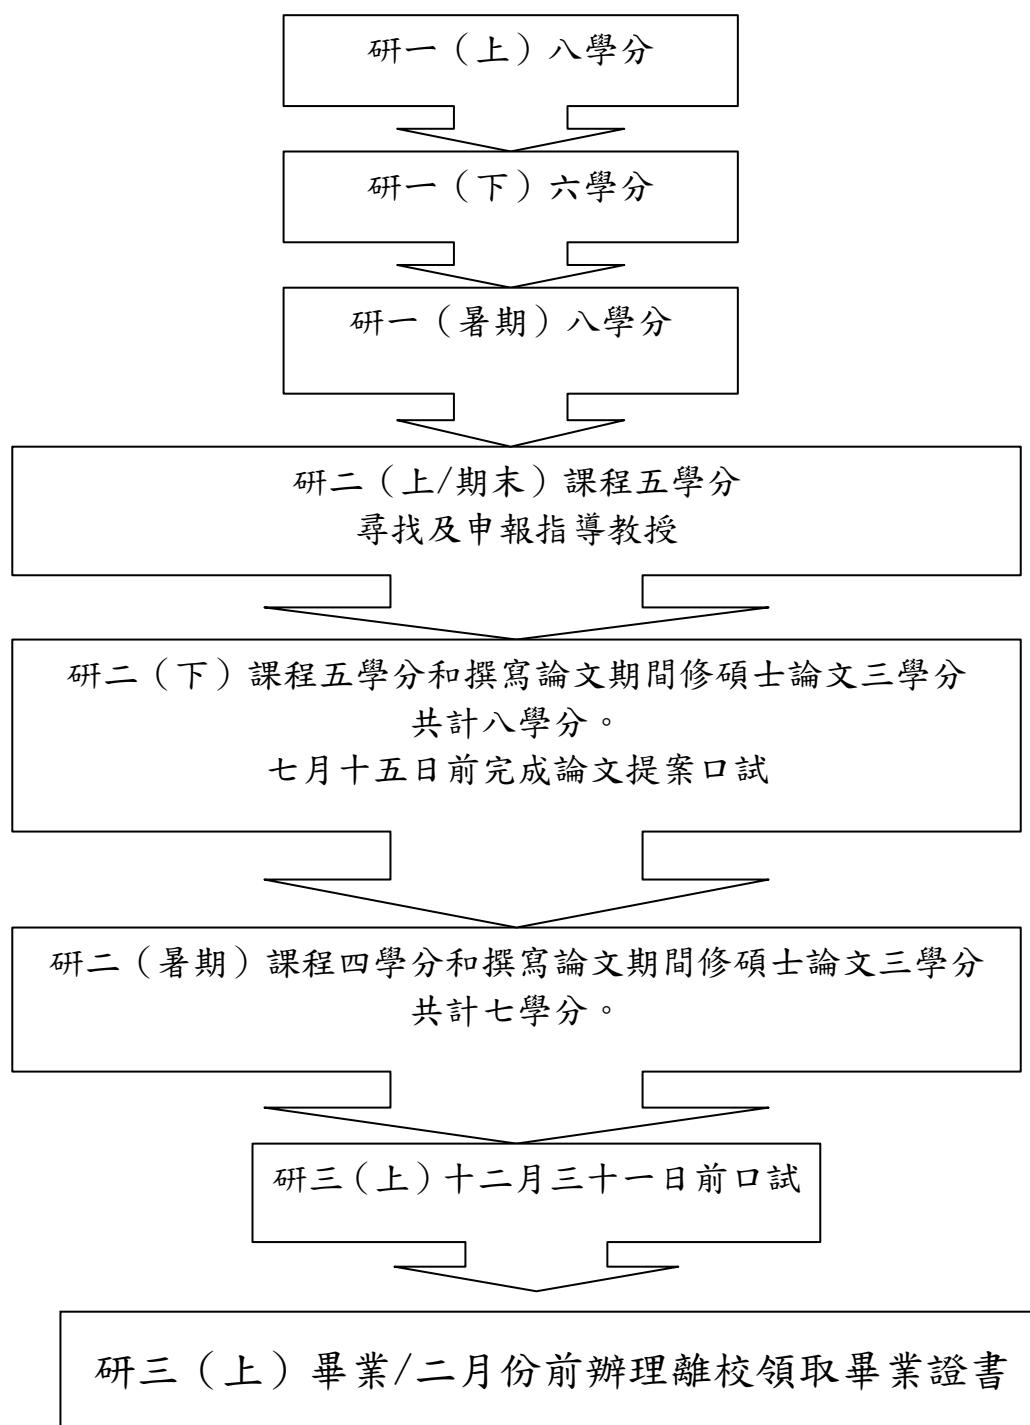 研一（上）八學分
研一（下）六學分
研一（暑期）八學分
研二（上/期末）課程五學分
尋找及申報指導教授
研二（下）課程五學分和撰寫論文期間修碩士論文三學分
共計八學分。
七月十五日前完成論文提案口試
研二（暑期）課程四學分和撰寫論文期間修碩士論文三學分
共計七學分。
研三（上）十二月三十一日前口試
研三（上）畢業/二月份前辦理離校領取畢業證書